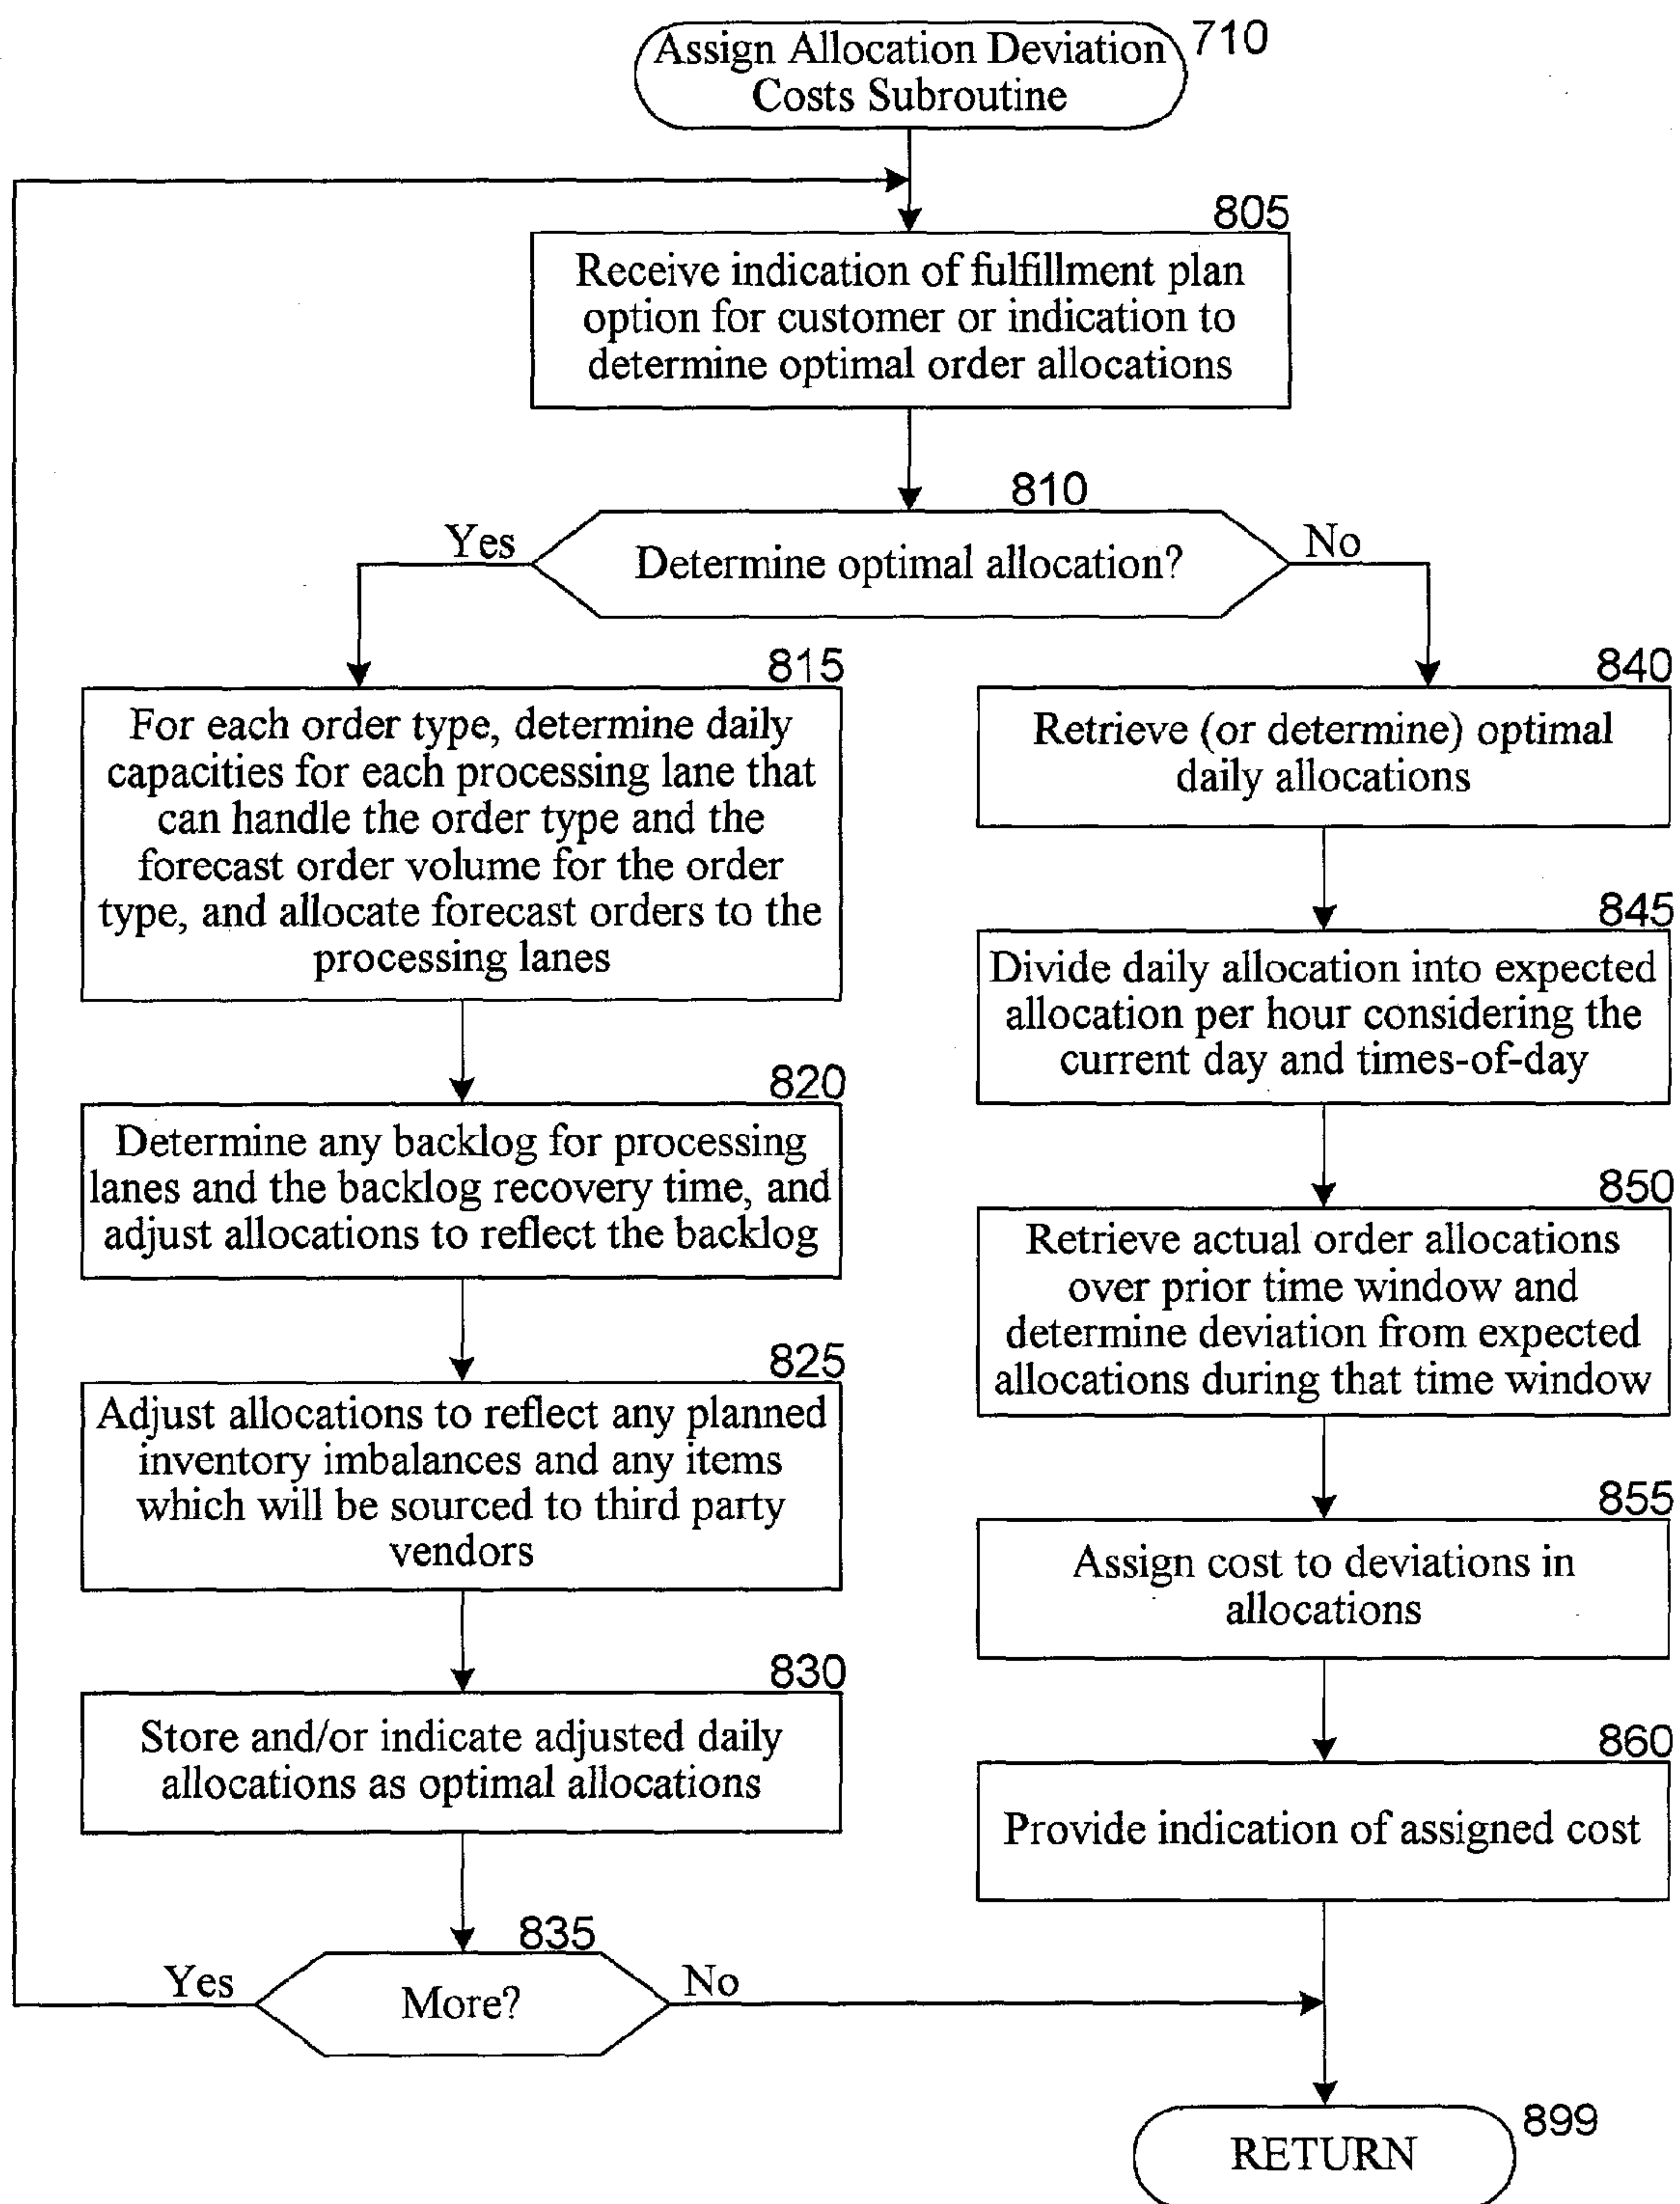 Assign Allocation Deviation
Costs Subroutine
710
805
Receive indication of fulfillment plan
option for customer or indication to
determine optimal order allocations
810
Yes
Determine optimal allocation?
No
815
For each order type, determine daily
capacities for each processing lane that
can handle the order type and the
forecast order volume for the order
type, and allocate forecast orders to the
processing lanes
820
Determine any backlog for processing
lanes and the backlog recovery time, and
adjust allocations to reflect the backlog
825
Adjust allocations to reflect any planned
inventory imbalances and any items
which will be sourced to third party
vendors
830
Store and/or indicate adjusted daily
allocations as optimal allocations
835
Yes
More?
No
840
Retrieve (or determine) optimal
daily allocations
845
Divide daily allocation into expected
allocation per hour considering the
current day and times-of-day
850
Retrieve actual order allocations
over prior time window and
determine deviation from expected
allocations during that time window
855
Assign cost to deviations in
allocations
860
Provide indication of assigned cost
899
RETURN